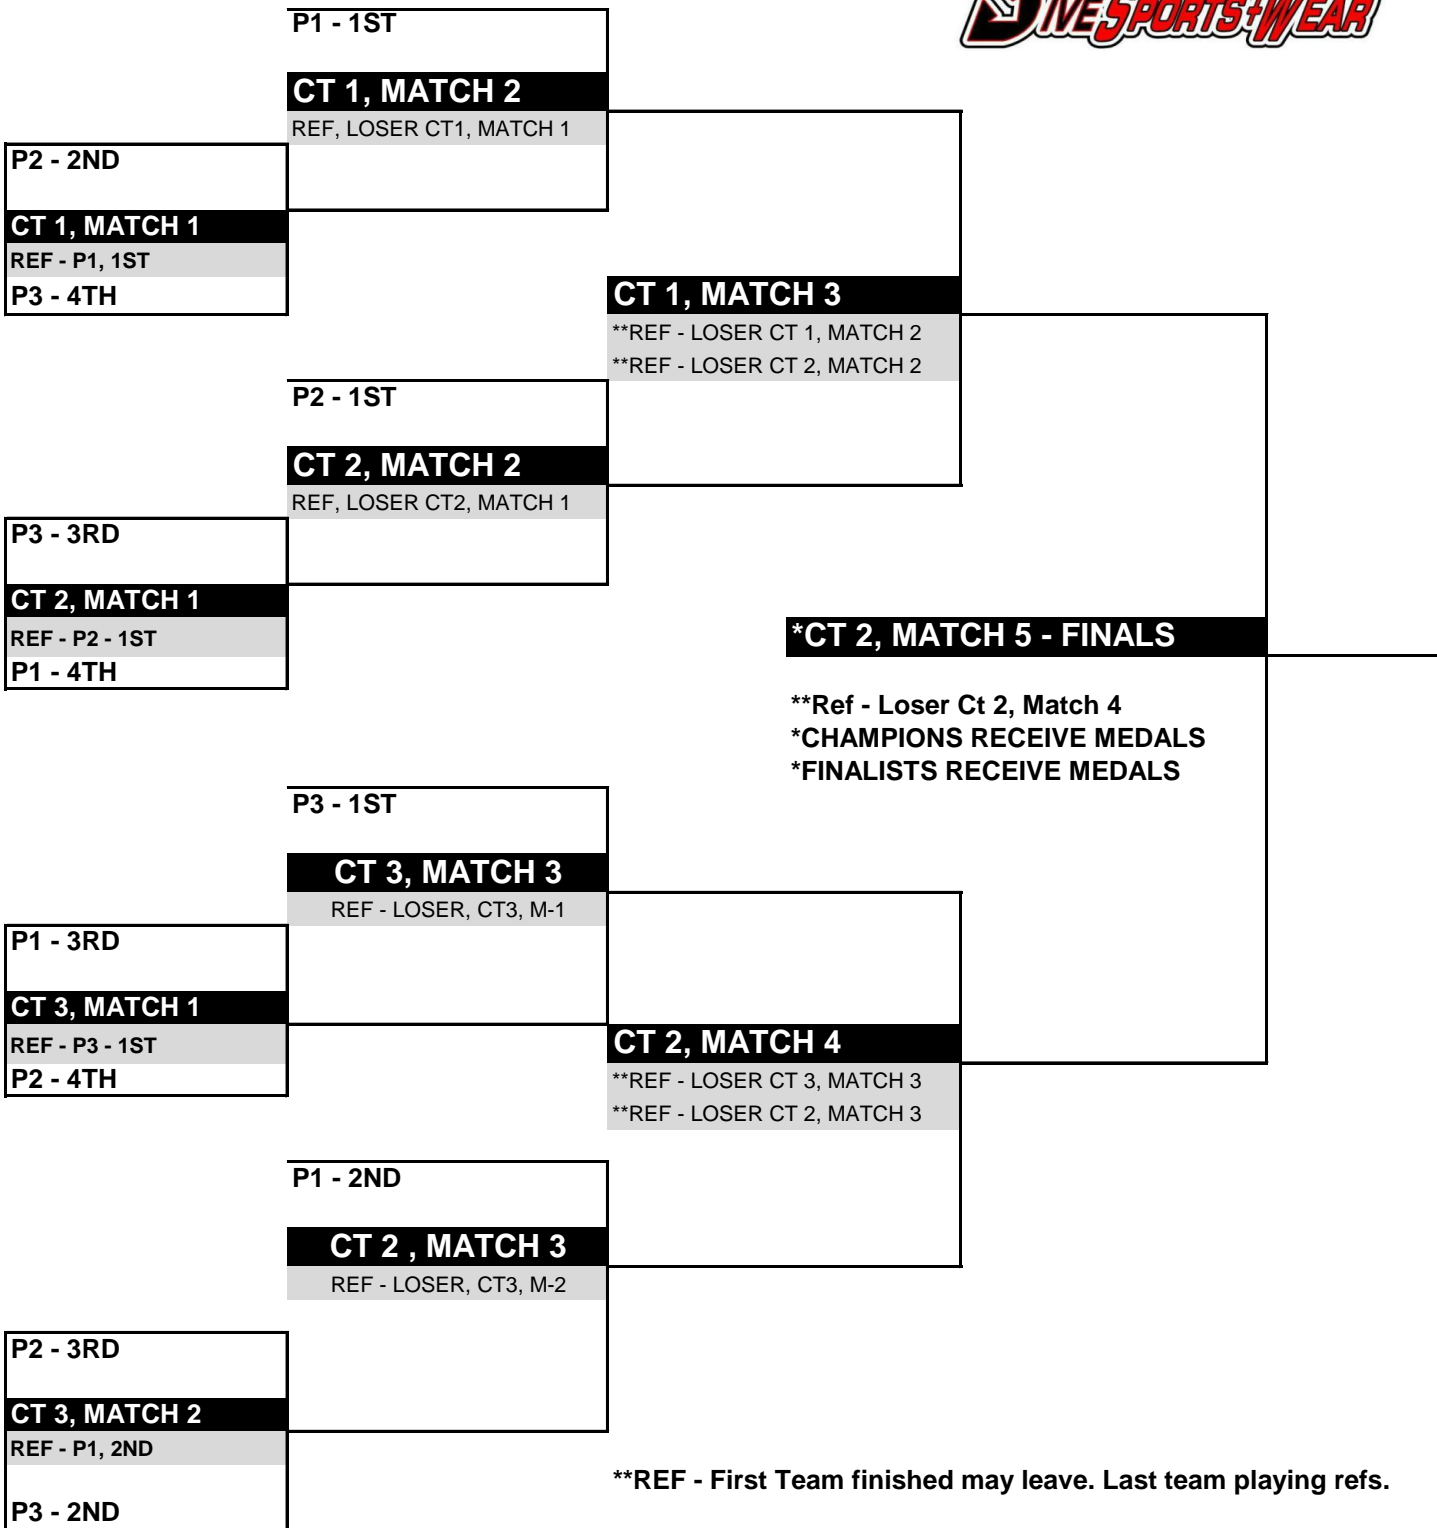 IVE SPORTS+WEAR
P1 - 1ST
CT 1, MATCH 2
REF, LOSER CT1, MATCH 1
P2 - 2ND
CT 1, MATCH 1
REF - P1, 1ST
P3 - 4TH
CT 1, MATCH 3
**REF - LOSER CT 1, MATCH 2
**REF - LOSER CT 2, MATCH 2
P2 - 1ST
CT 2, MATCH 2
REF, LOSER CT2, MATCH 1
P3 - 3RD
CT 2, MATCH 1
REF - P2 - 1ST
P1 - 4TH
*CT 2, MATCH 5 - FINALS
**Ref - Loser Ct 2, Match 4
*CHAMPIONS RECEIVE MEDALS
*FINALISTS RECEIVE MEDALS
P3 - 1ST
CT 3, MATCH 3
REF - LOSER, CT3, M-1
P1 - 3RD
CT 3, MATCH 1
REF - P3 - 1ST
P2 - 4TH
CT 2, MATCH 4
**REF - LOSER CT 3, MATCH 3
**REF - LOSER CT 2, MATCH 3
P1 - 2ND
CT 2 , MATCH 3
REF - LOSER, CT3, M-2
P2 - 3RD
CT 3, MATCH 2
REF - P1, 2ND
P3 - 2ND
**REF - First Team finished may leave. Last team playing refs.